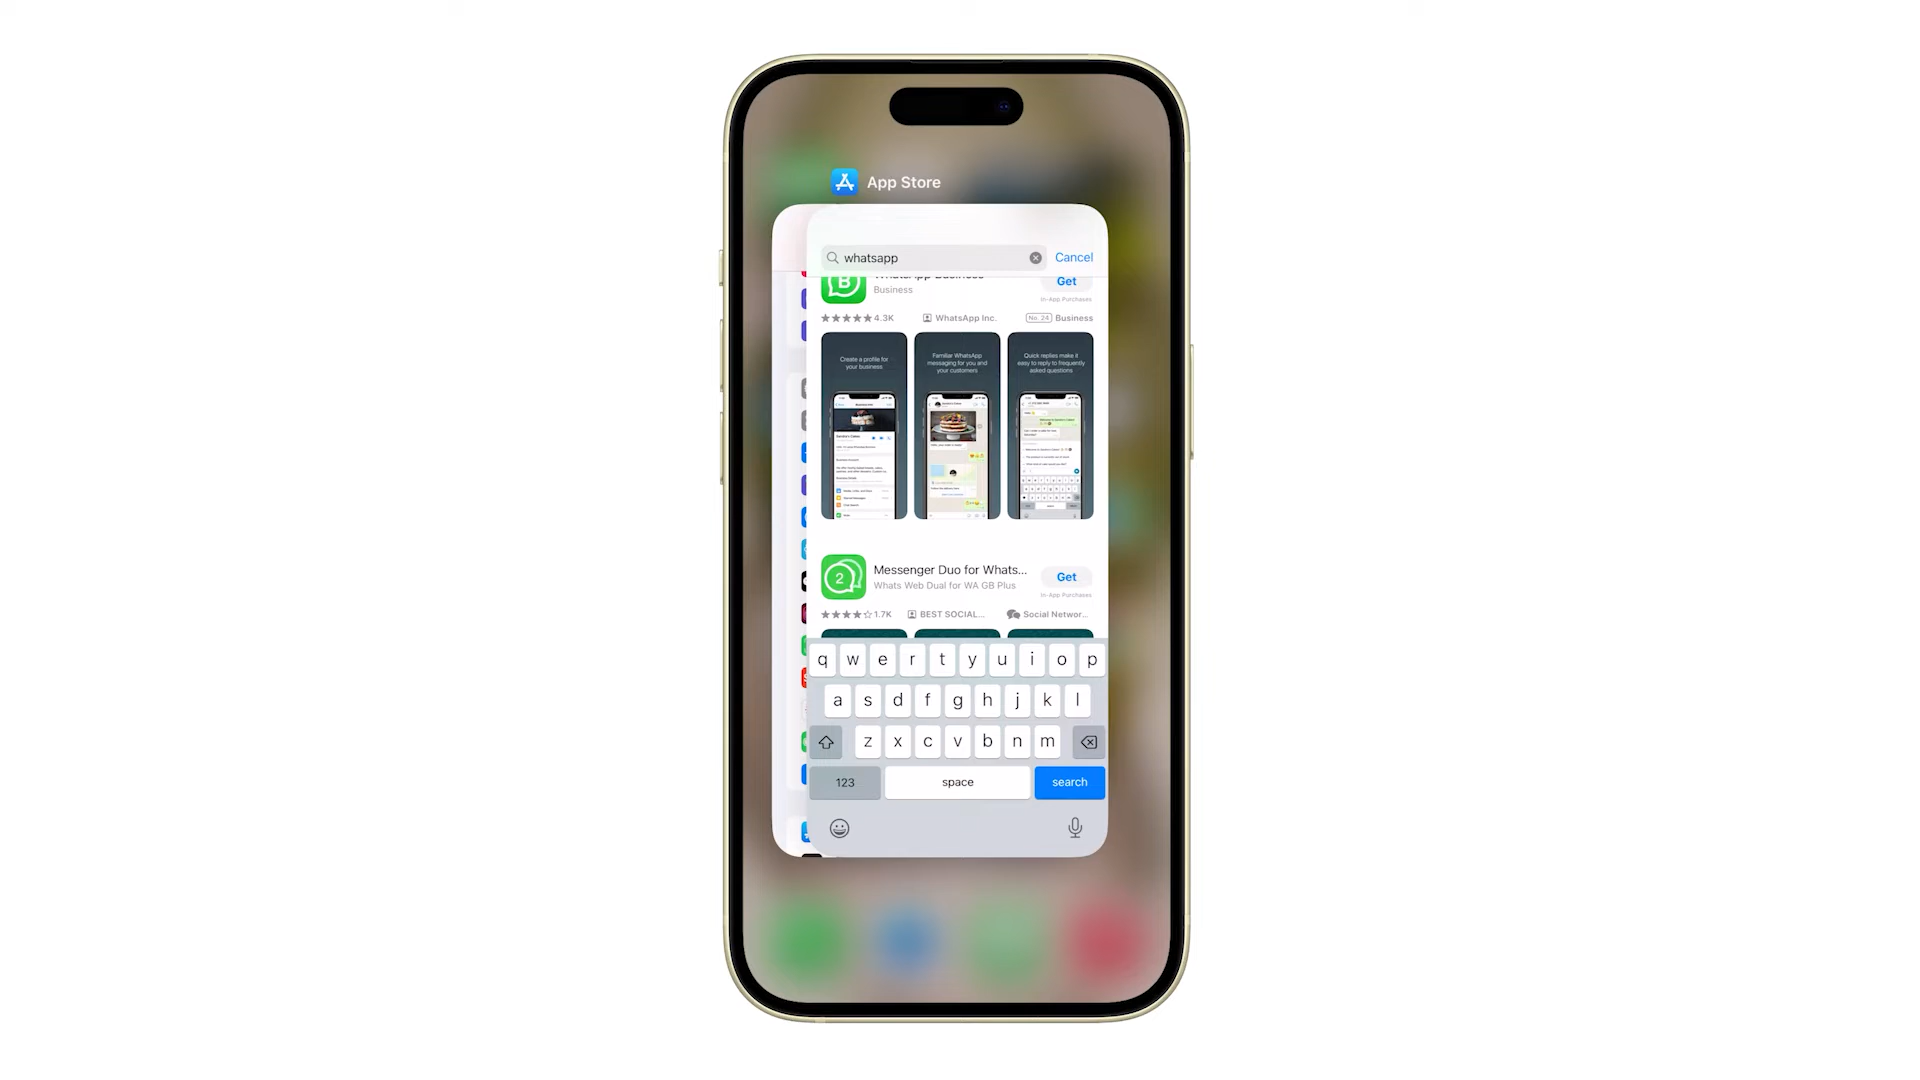 App Store
whatsapp
Cancel
WhatsApp Business
Get
Business
In-App Purchases
4.3K
WhatsApp Inc.
No. 24
Business
Create a profile for
your business
Familiar WhatsApp
messaging for you and
your customers
Quick replies make it
easy to reply to frequently
asked questions
2
Messenger Duo for Whats...
Get
Whats Web Dual for WA GB Plus
In-App Purchases
1.7K
BEST SOCIAL...
Social Networ...
q w e r t y u i o p
a s d f g h j k l
z x c v b n m
123
space
search